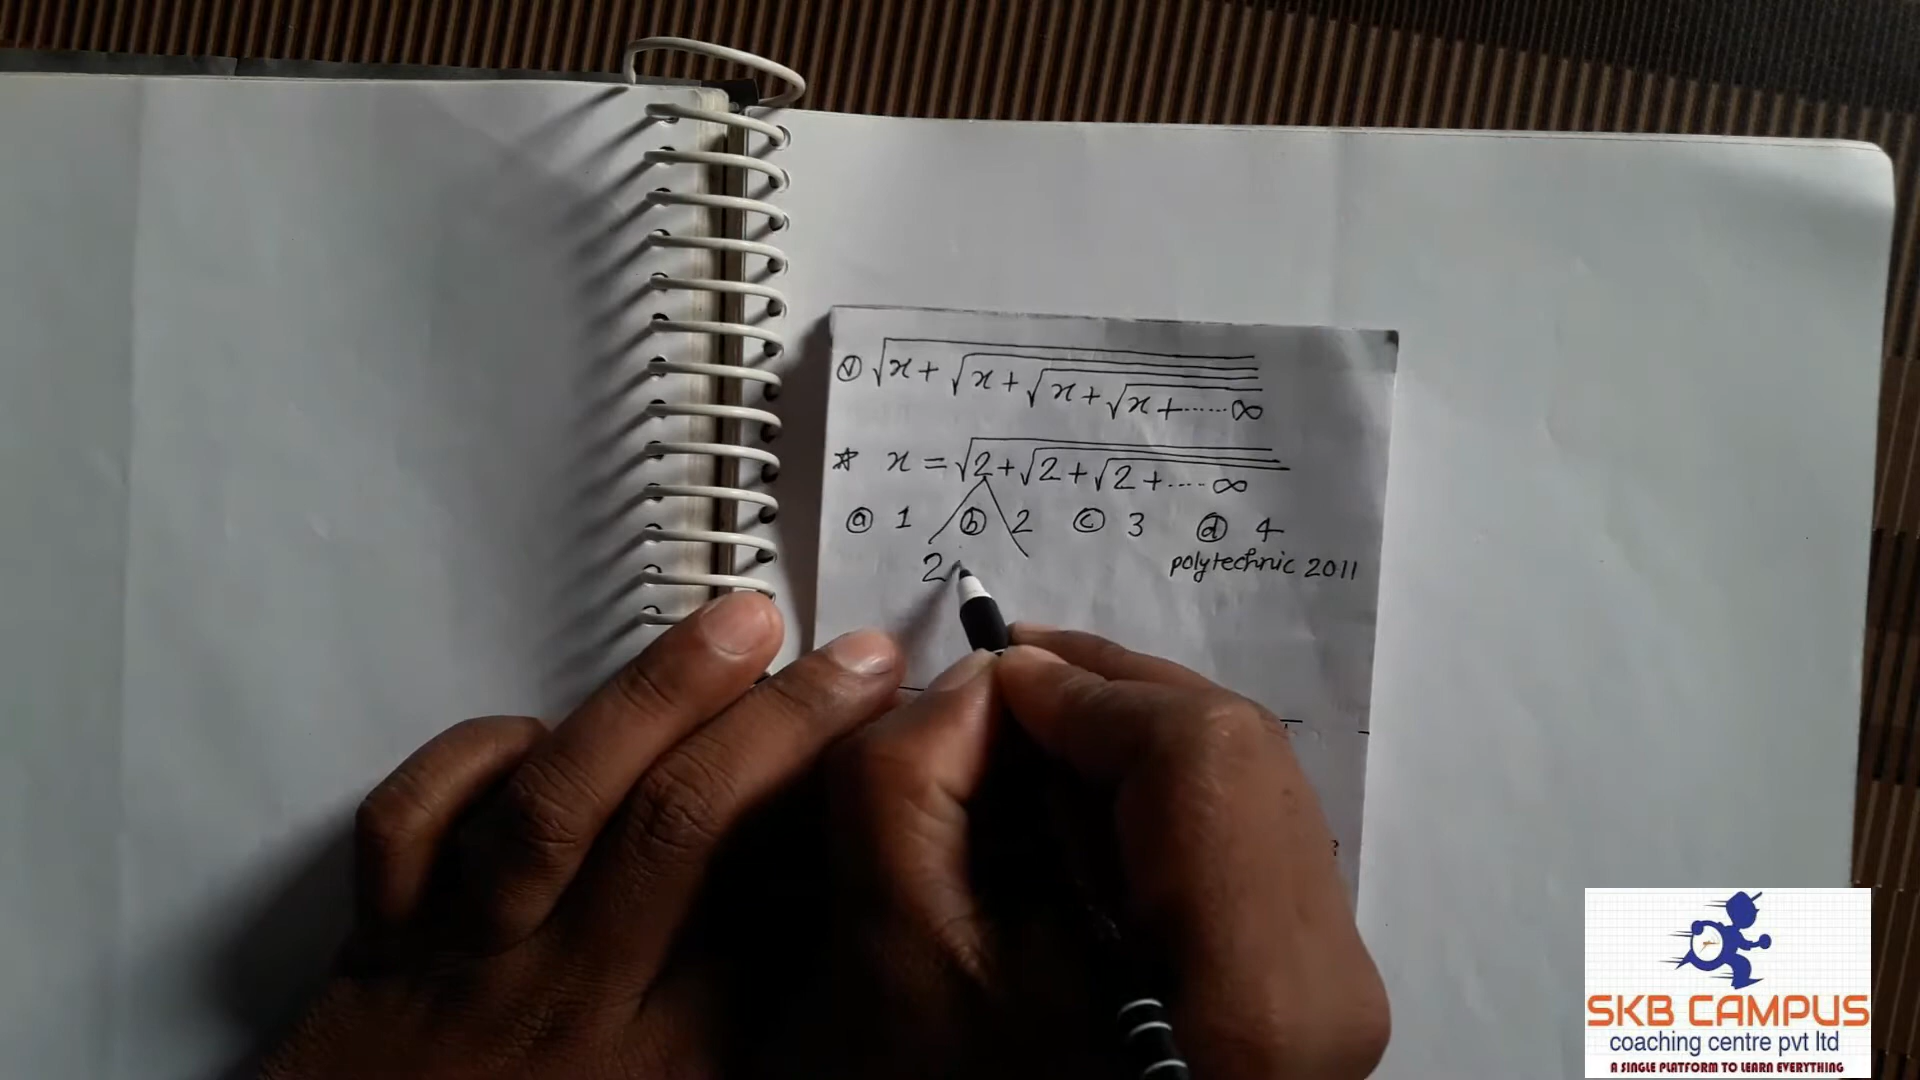 ⓥ √x+√x+√x+√x+......∞
* x = √2+√2+√2+....∞
ⓐ 1 ⓑ 2 ⓒ 3 ⓓ 4
polytechnic 2011
2
SKB CAMPUS
coaching centre pvt ltd
A SINGLE PLATFORM TO LEARN EVERYTHING